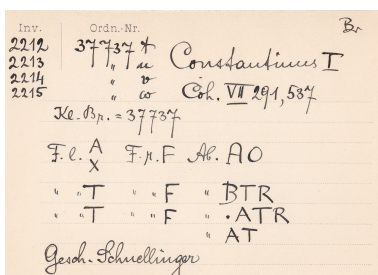 Inv. Ordn.-Nr. Br
2212 37737 t Constantinus I
2213 " u
2214 " v Coh. VII 291, 537
2215 " w
Kl. Br. = 37737
F. l. A X F. r. F Ab. AO
" " T " " F " BTR
" " T " " F " •ATR
" AT
Gesch. Schnellinger